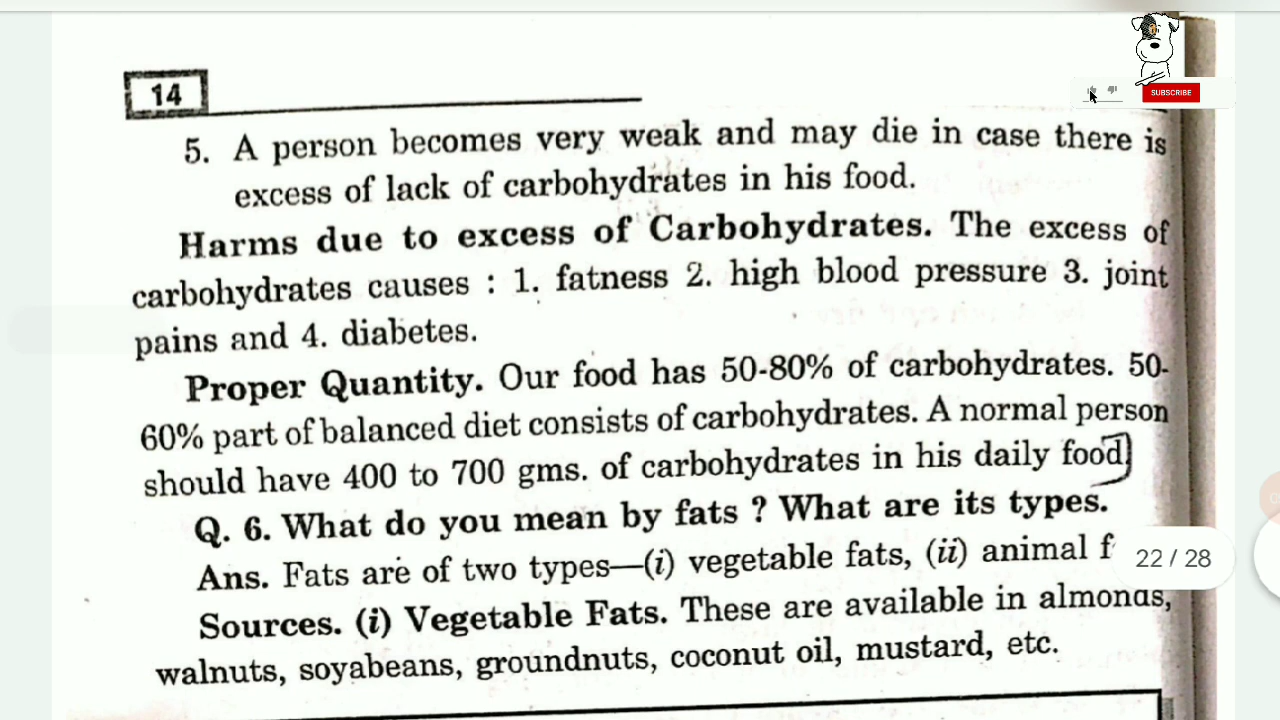 14
SUBSCRIBE
5. A person becomes very weak and may die in case there is
excess of lack of carbohydrates in his food.
Harms due to excess of Carbohydrates. The excess of
carbohydrates causes : 1. fatness 2. high blood pressure 3. joint
pains and 4. diabetes.
Proper Quantity. Our food has 50-80% of carbohydrates. 50-
60% part of balanced diet consists of carbohydrates. A normal person
should have 400 to 700 gms. of carbohydrates in his daily food
Q. 6. What do you mean by fats ? What are its types.
Ans. Fats are of two types—(i) vegetable fats, (ii) animal
22 / 28
Sources. (i) Vegetable Fats. These are available in almonds,
walnuts, soyabeans, groundnuts, coconut oil, mustard, etc.